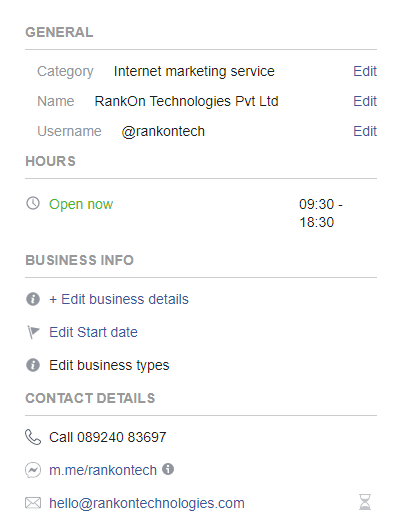 GENERAL
Category Internet marketing service Edit
Name RankOn Technologies Pvt Ltd Edit
Username @rankontech Edit
HOURS
Open now 09:30 -
18:30
BUSINESS INFO
+ Edit business details
Edit Start date
Edit business types
CONTACT DETAILS
Call 089240 83697
m.me/rankontech
hello@rankontechnologies.com